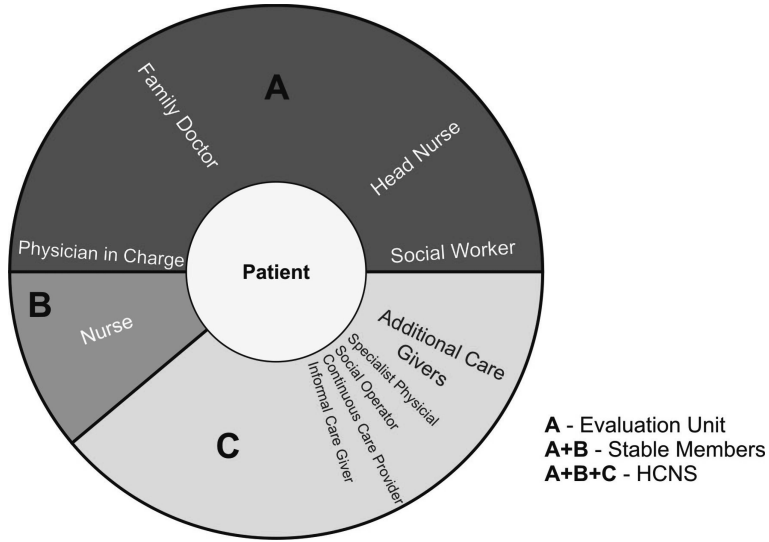 A
Family Doctor
Head Nurse
Physician in Charge
Social Worker
Patient
B
Nurse
Additional Care
Givers
Specialist Physicial
Social Operator
Continuous Care Provider
Informal Care Giver
C
A - Evaluation Unit
A+B - Stable Members
A+B+C - HCNS